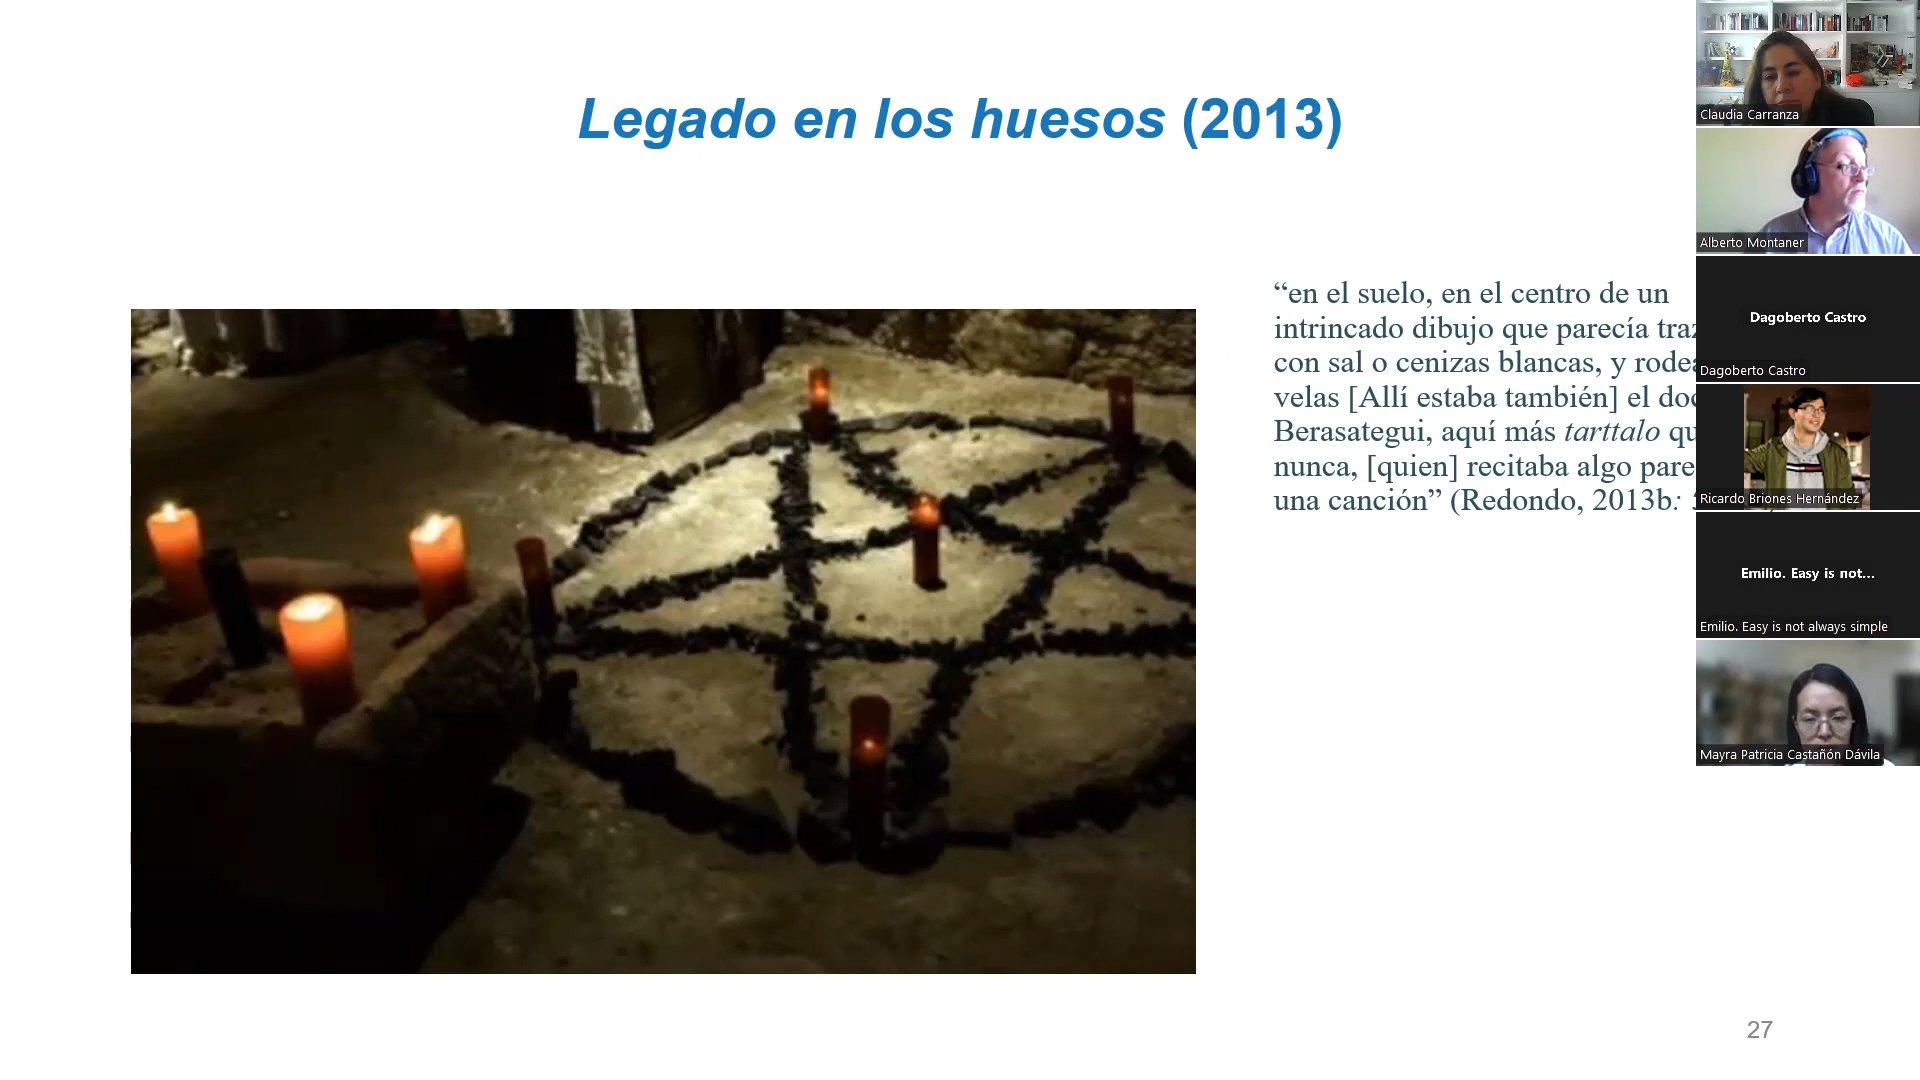 Legado en los huesos (2013)
“en el suelo, en el centro de un
intrincado dibujo que parecía
con sal o cenizas blancas, y
velas [Allí estaba también] el
Berasategui, aquí más tarttalo
nunca, [quien] recitaba algo
una canción” (Redondo, 2013b:
27
Claudia Carranza
Alberto Montaner
Dagoberto Castro
Dagoberto Castro
Ricardo Briones Hernández
Emilio. Easy is not...
Emilio. Easy is not always simple
Mayra Patricia Castañón Dávila